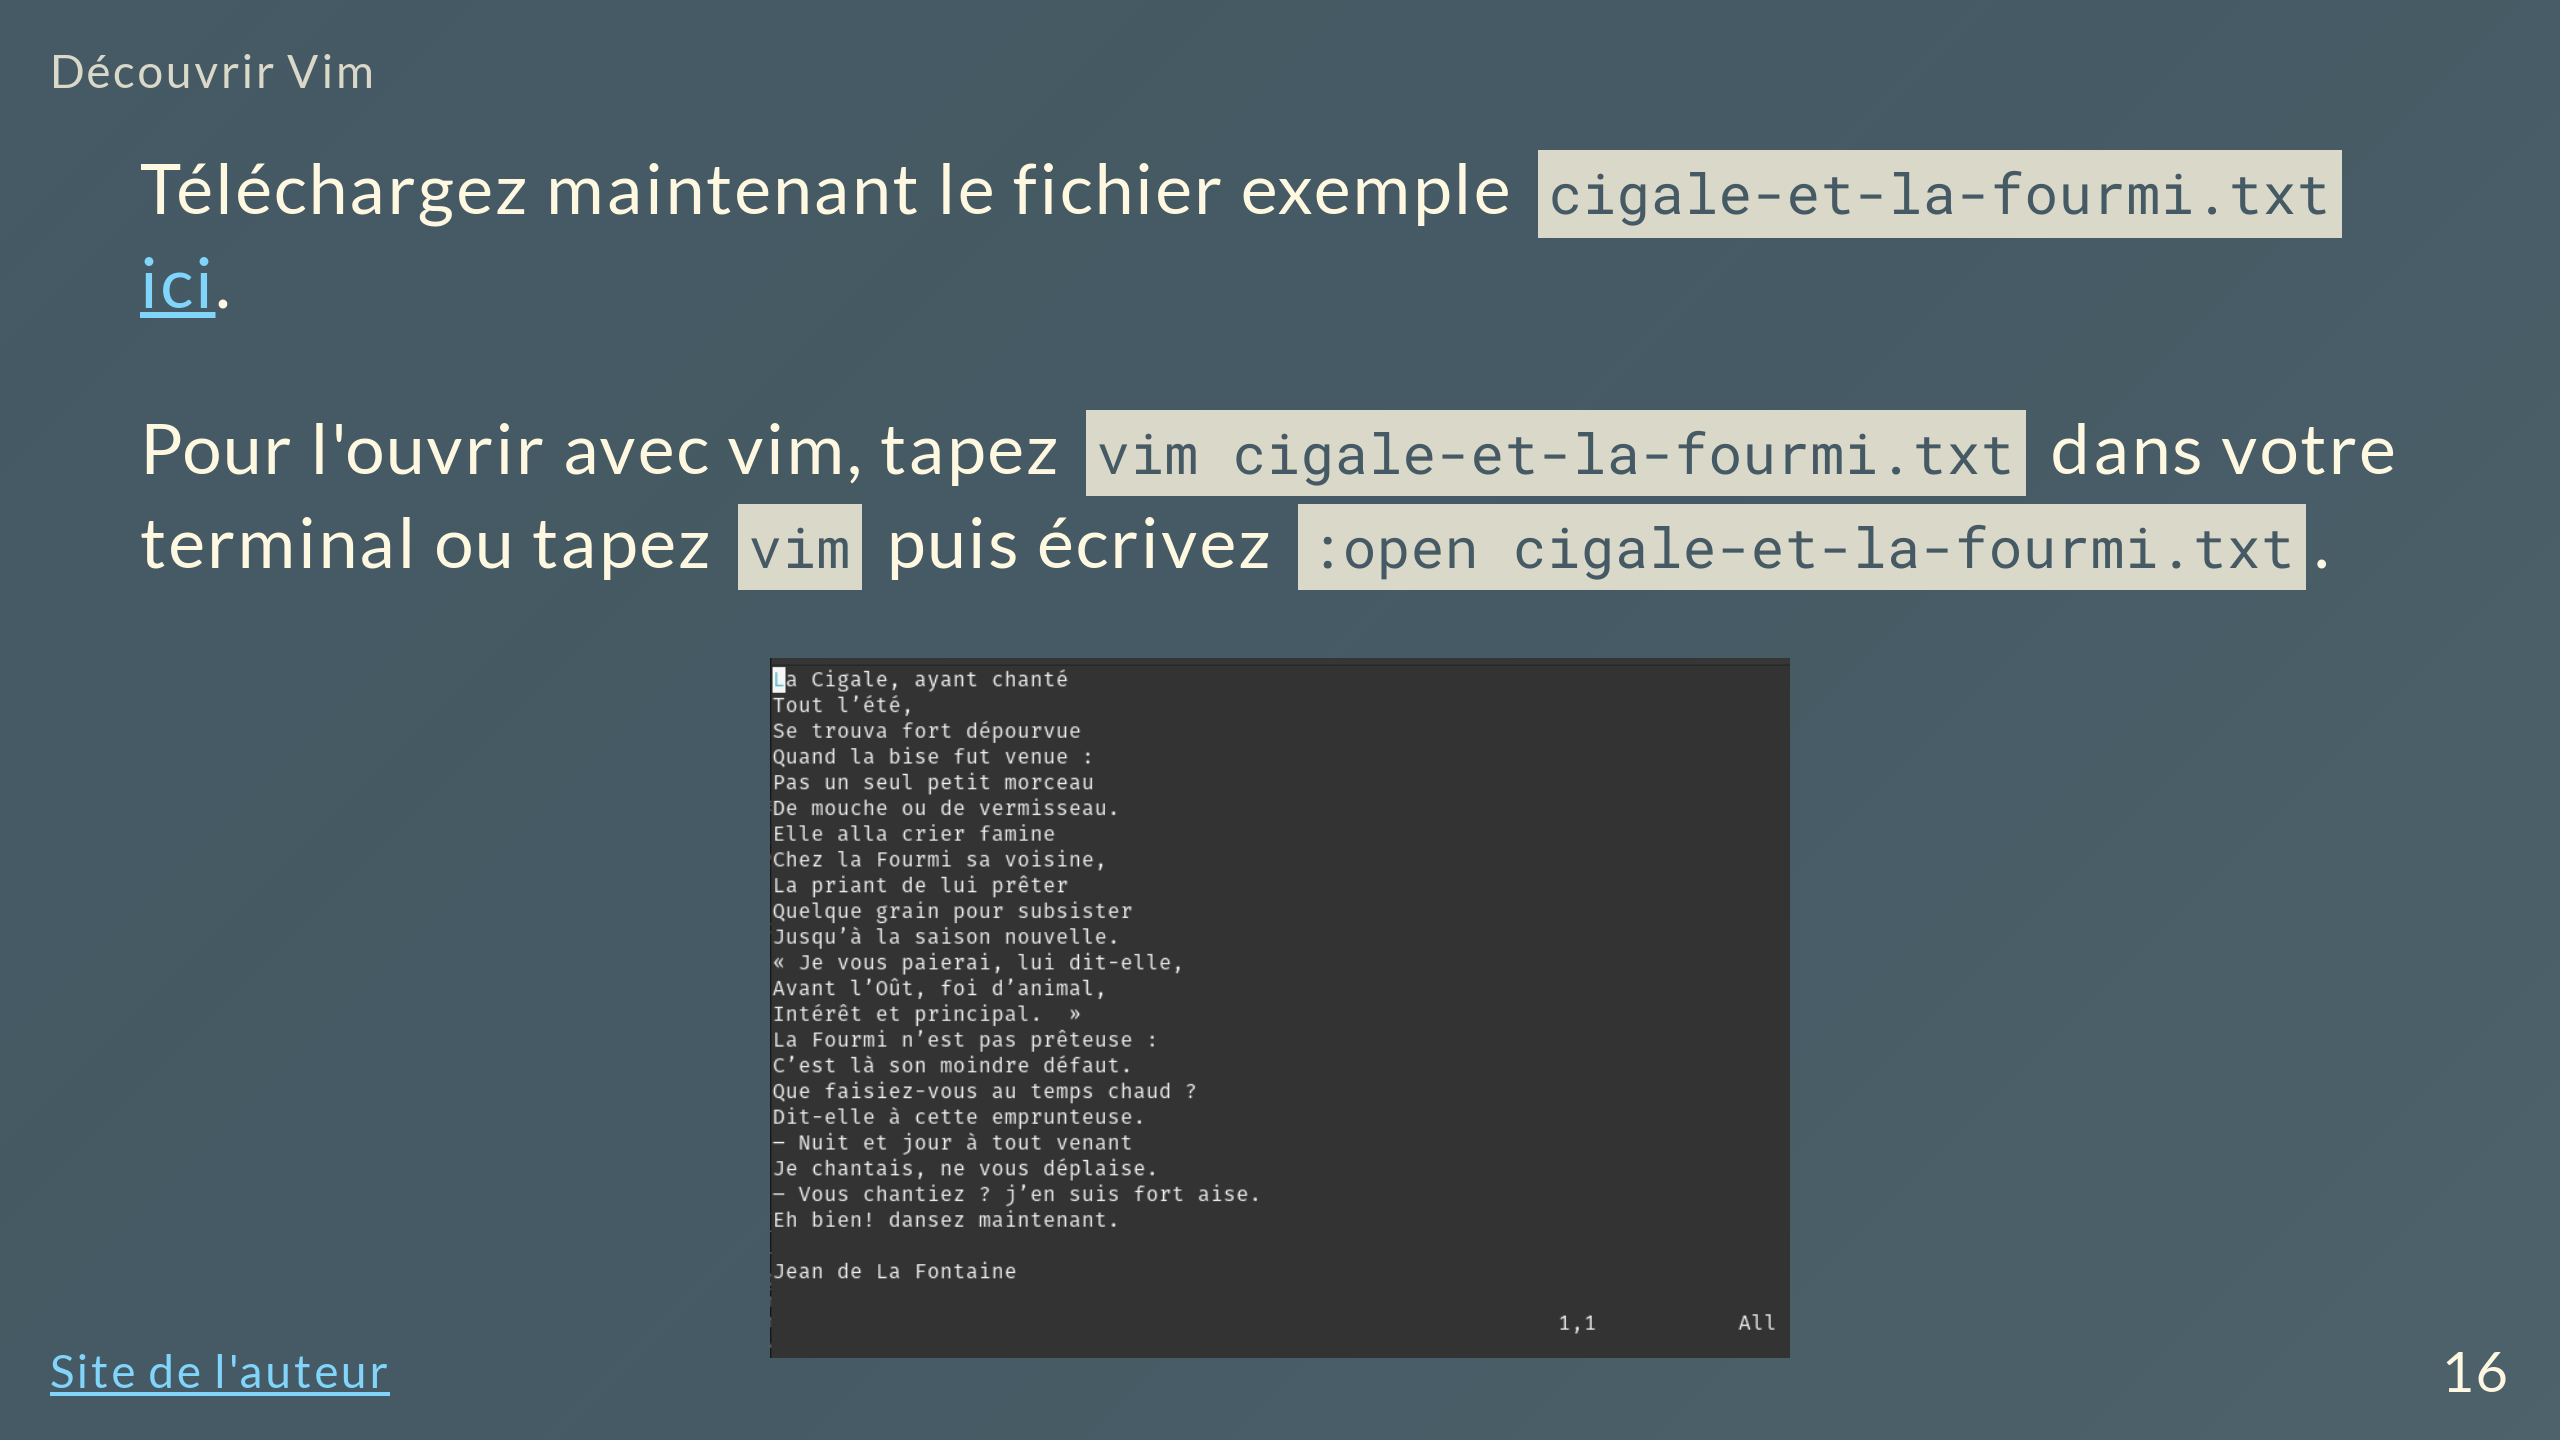 Découvrir Vim
Téléchargez maintenant le fichier exemple cigale-et-la-fourmi.txt
ici.
Pour l'ouvrir avec vim, tapez vim cigale-et-la-fourmi.txt dans votre
terminal ou tapez vim puis écrivez :open cigale-et-la-fourmi.txt.
La Cigale, ayant chanté
Tout l’été,
Se trouva fort dépourvue
Quand la bise fut venue :
Pas un seul petit morceau
De mouche ou de vermisseau.
Elle alla crier famine
Chez la Fourmi sa voisine,
La priant de lui prêter
Quelque grain pour subsister
Jusqu’à la saison nouvelle.
« Je vous paierai, lui dit-elle,
Avant l’Oût, foi d’animal,
Intérêt et principal.  »
La Fourmi n’est pas prêteuse :
C’est là son moindre défaut.
Que faisiez-vous au temps chaud ?
Dit-elle à cette emprunteuse.
— Nuit et jour à tout venant
Je chantais, ne vous déplaise.
— Vous chantiez ? j’en suis fort aise.
Eh bien! dansez maintenant.
Jean de La Fontaine
1,1 All
Site de l'auteur
16